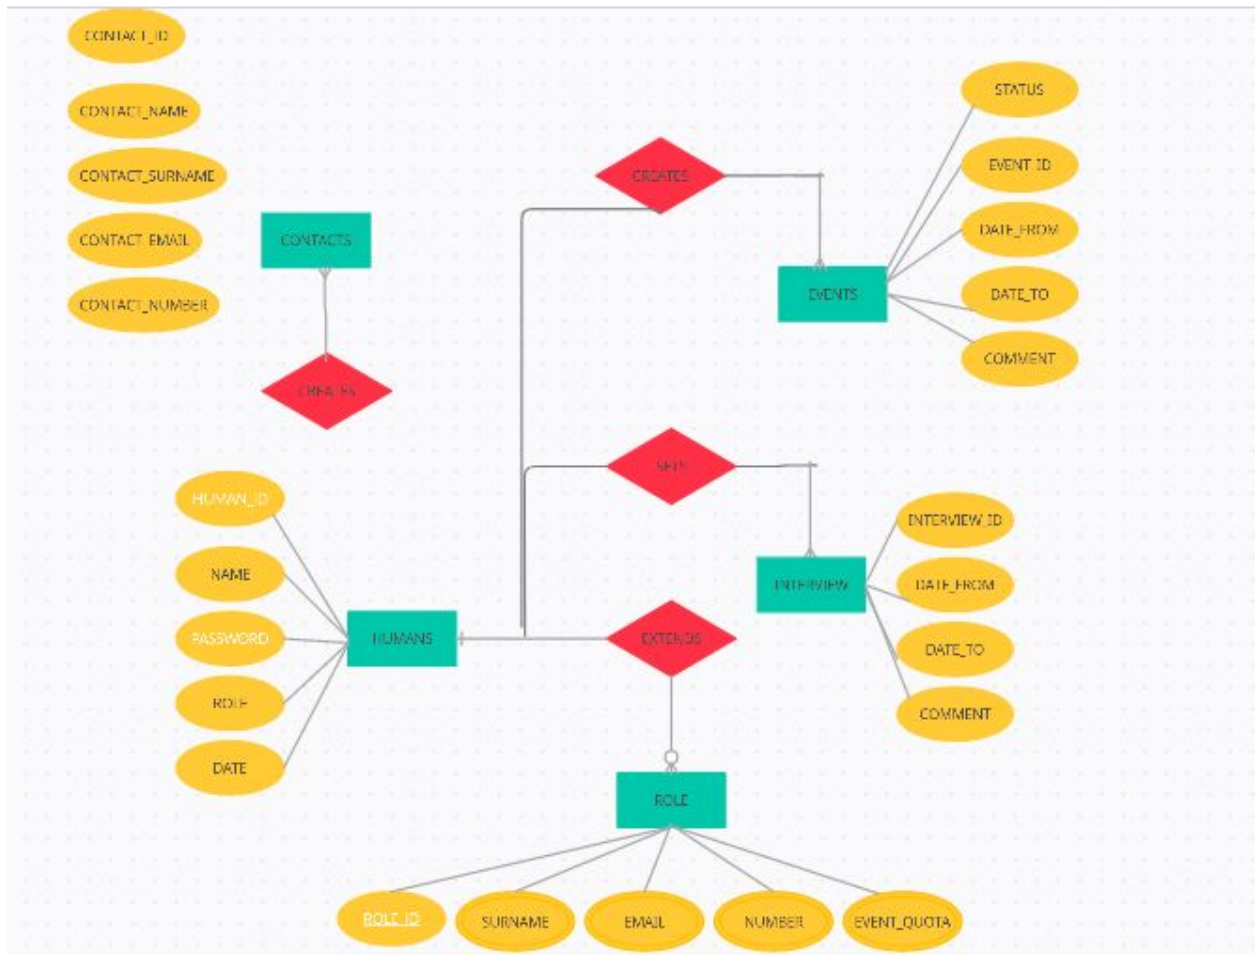 CONTACT_ID
CONTACT_NAME
CONTACT_SURNAME
CONTACT_EMAIL
CONTACT_NUMBER
CONTACTS
CREATES
CREATES
EVENTS
STATUS
EVENT_ID
DATE_FROM
DATE_TO
COMMENT
SETS
INTERVIEW
INTERVIEW_ID
DATE_FROM
DATE_TO
COMMENT
HUMAN_ID
NAME
PASSWORD
ROLE
DATE
HUMANS
EXTENDS
ROLE
ROLE_ID
SURNAME
EMAIL
NUMBER
EVENT_QUOTA